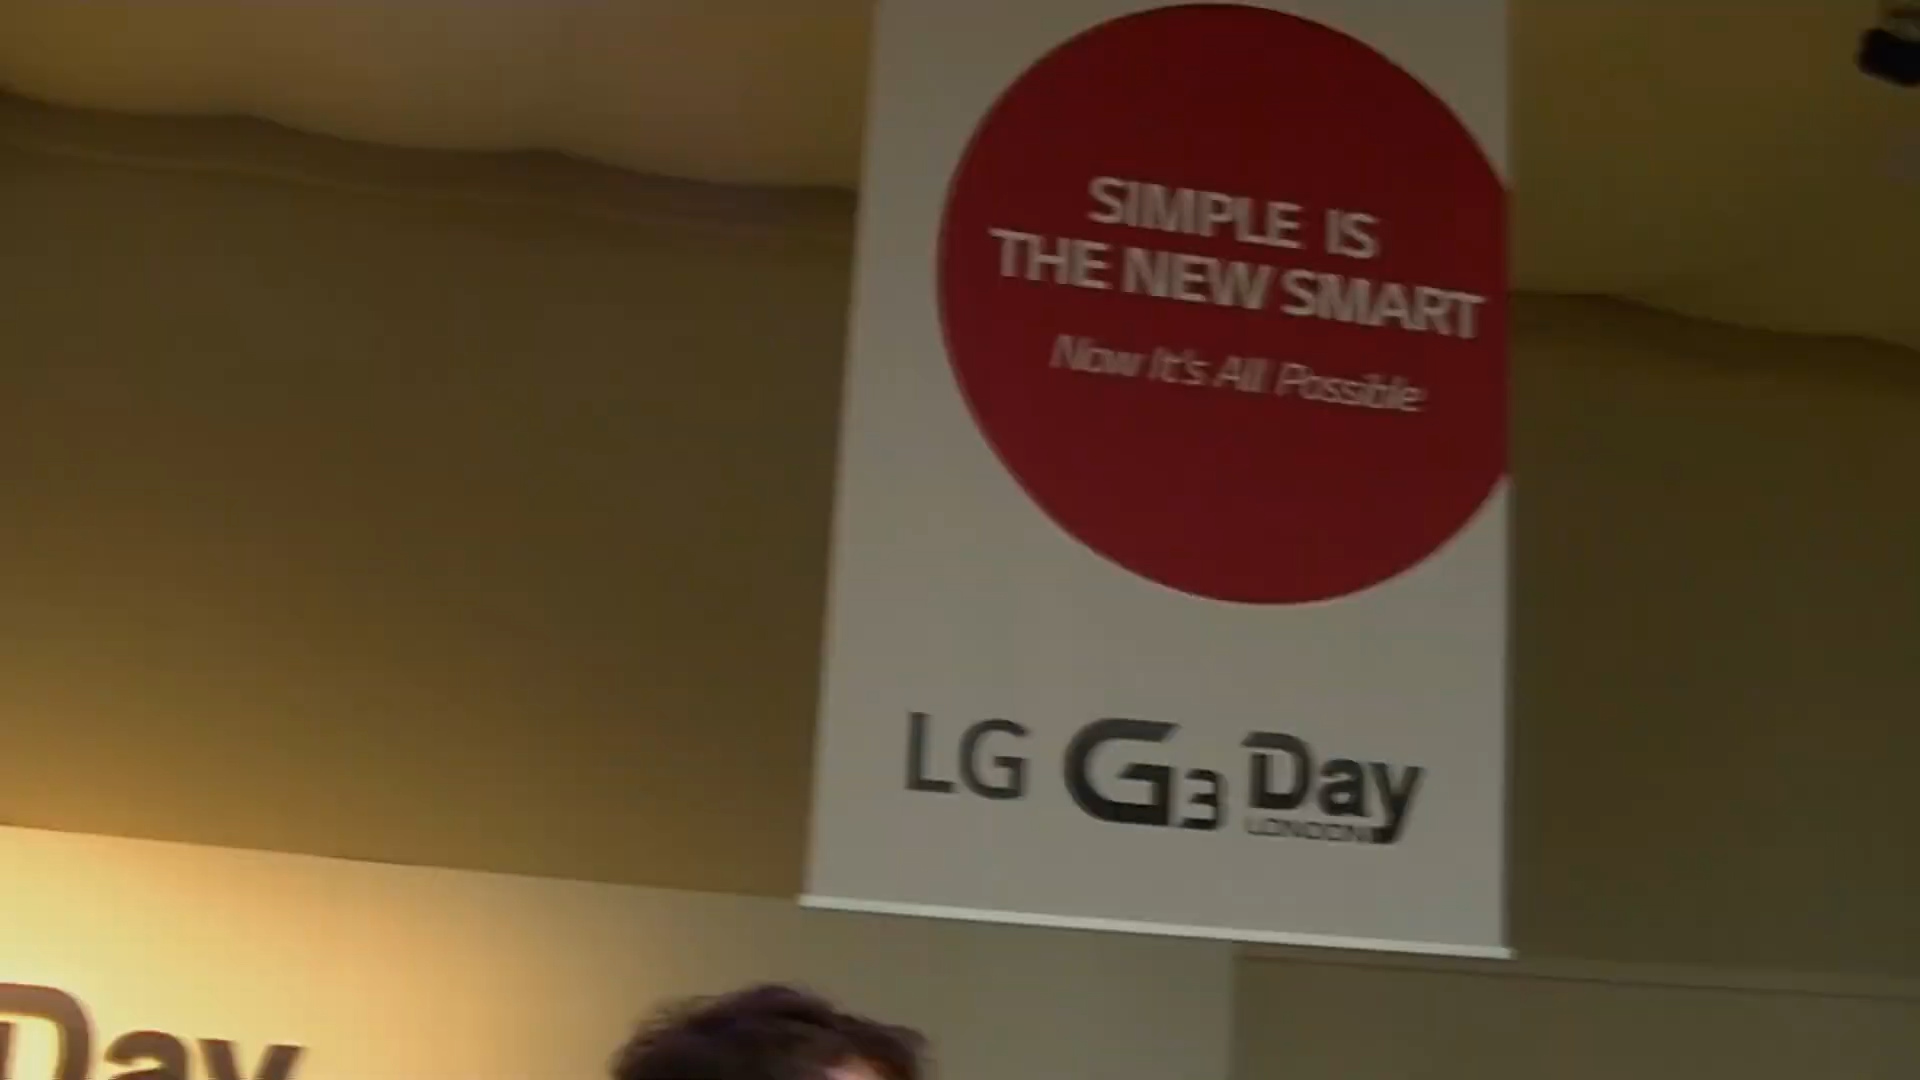 SIMPLE IS
THE NEW SMART
Now It's All Possible
LG G3 Day
LONDON
Day